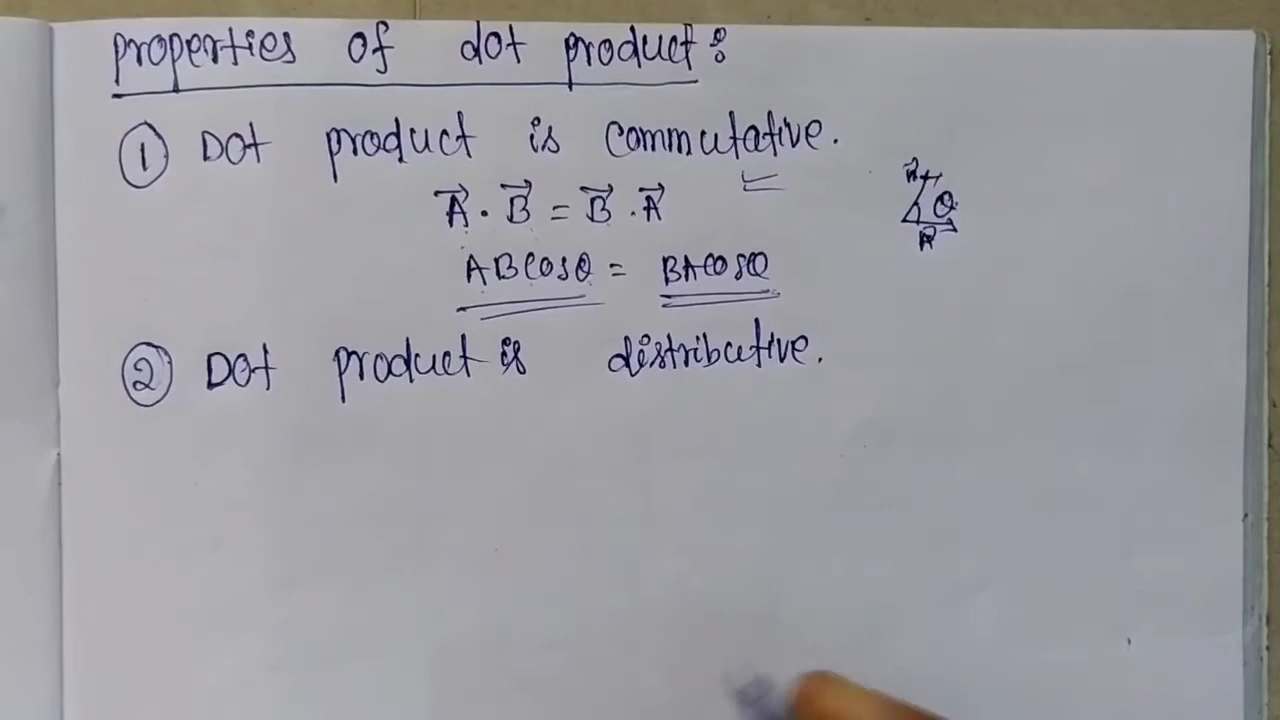 properties of dot product:
① Dot product is commutative.
A⃗ . B⃗ = B⃗ . A⃗
θ
ABcosθ = BAcosθ
② Dot product is distributive.